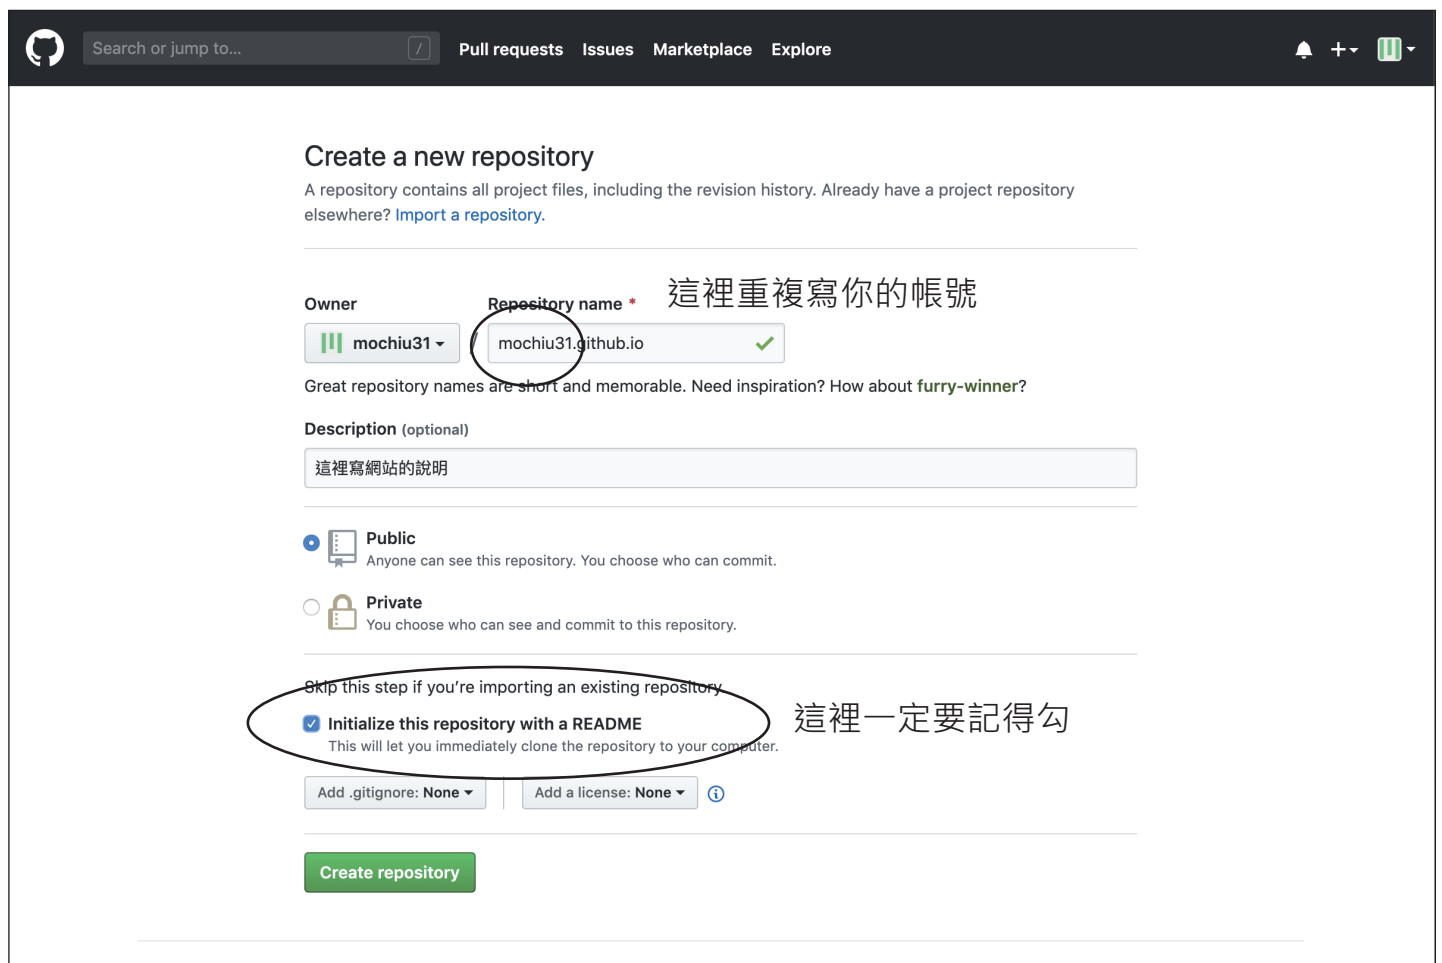 Search or jump to... /
Pull requests Issues Marketplace Explore
Create a new repository
A repository contains all project files, including the revision history. Already have a project repository
elsewhere? Import a repository.
這裡重複寫你的帳號
Owner Repository name *
mochiu31 / mochiu31.github.io
Great repository names are short and memorable. Need inspiration? How about furry-winner?
Description (optional)
這裡寫網站的說明
Public
Anyone can see this repository. You choose who can commit.
Private
You choose who can see and commit to this repository.
Skip this step if you’re importing an existing repository.
Initialize this repository with a README
這裡一定要記得勾
This will let you immediately clone the repository to your computer.
Add .gitignore: None Add a license: None
Create repository